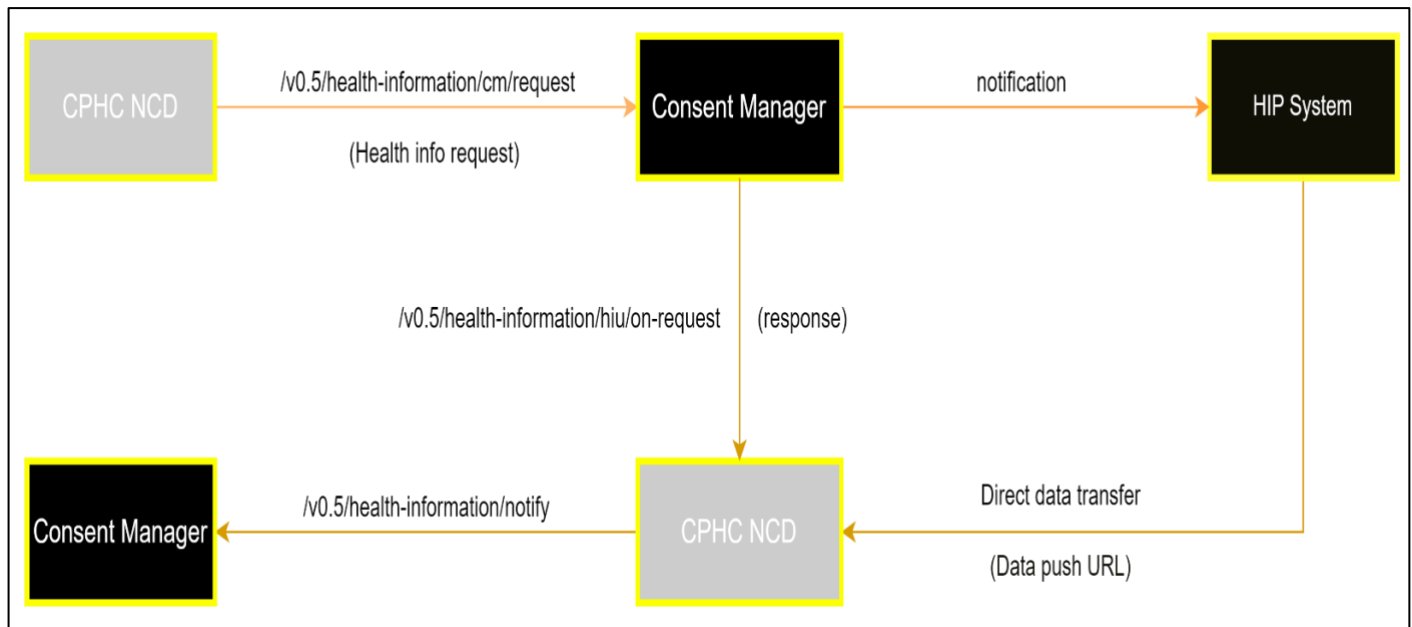 CPHC NCD
/v0.5/health-information/cm/request
(Health info request)
Consent Manager
notification
HIP System
/v0.5/health-information/hiu/on-request
(response)
Consent Manager
/v0.5/health-information/notify
CPHC NCD
Direct data transfer
(Data push URL)